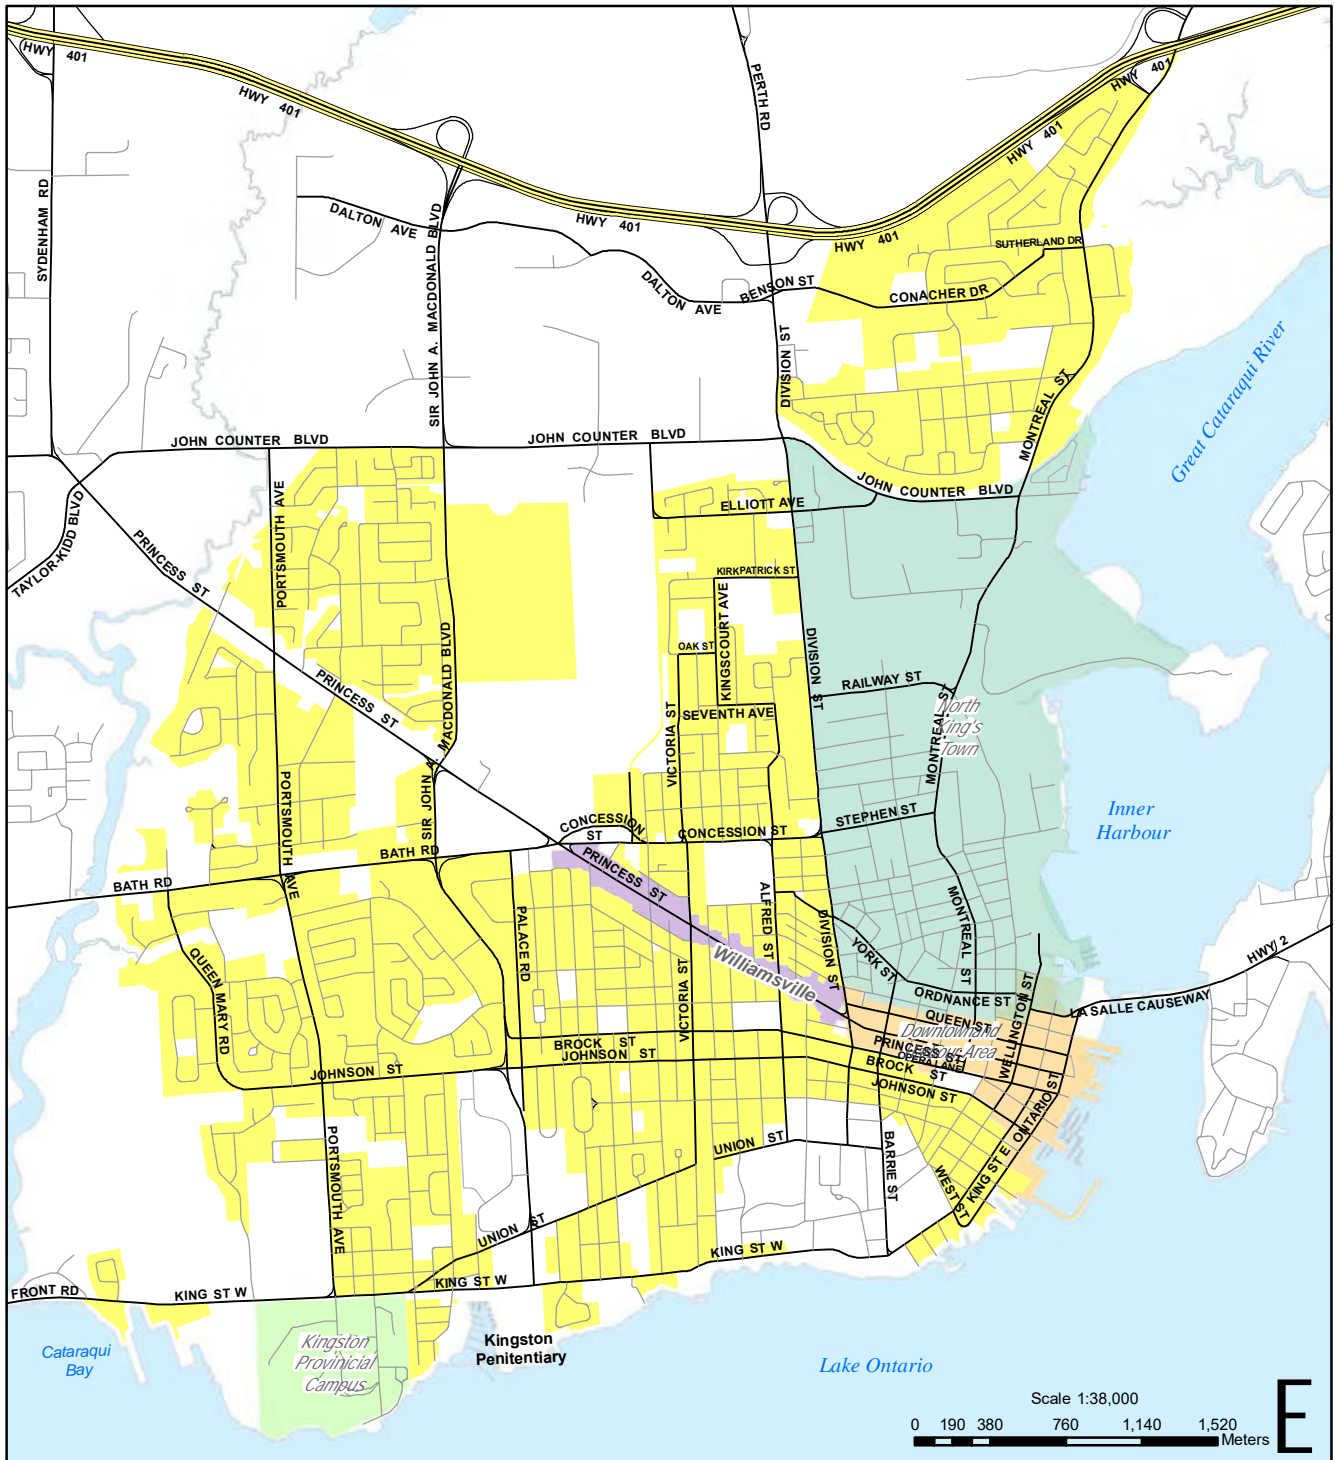 HWY 401
HWY 401
HWY 401
HWY 401
HWY 401
HWY 401
PERTH RD
SYDENHAM RD
DALTON AVE
SIR JOHN A. MACDONALD BLVD
DALTON AVE
BENSON ST
CONACHER DR
SUTHERLAND DR
DIVISION ST
MONTREAL ST
Great Cataraqui River
JOHN COUNTER BLVD
JOHN COUNTER BLVD
JOHN COUNTER BLVD
TAYLOR-KIDD BLVD
PRINCESS ST
PORTSMOUTH AVE
ELLIOTT AVE
KIRKPATRICK ST
KINGSCOURT AVE
OAK ST
SEVENTH AVE
VICTORIA ST
DIVISION ST
RAILWAY ST
MONTREAL ST
North
King's
Town
PRINCESS ST
SIR JOHN A. MACDONALD BLVD
PORTSMOUTH AVE
CONCESSION
ST
CONCESSION ST
STEPHEN ST
Inner
Harbour
BATH RD
BATH RD
PRINCESS ST
PALACE RD
ALFRED ST
DIVISION ST
YORK ST
MONTREAL ST
Williamsville
QUEEN MARY RD
VICTORIA ST
ORDNANCE ST
WELLINGTON ST
HWY 2
LA SALLE CAUSEWAY
QUEEN ST
Downtown and
Harbour Area
PRINCESS ST
OPERA LANE
BROCK ST
JOHNSON ST
BROCK ST
JOHNSON ST
JOHNSON ST
ONTARIO ST
KING ST E
WEST ST
BARRIE ST
UNION ST
UNION ST
PORTSMOUTH AVE
KING ST W
KING ST W
KING ST W
FRONT RD
Cataraqui
Bay
Kingston
Provinicial
Campus
Kingston
Penitentiary
Lake Ontario
Scale 1:38,000
0 190 380 760 1,140 1,520
Meters
E